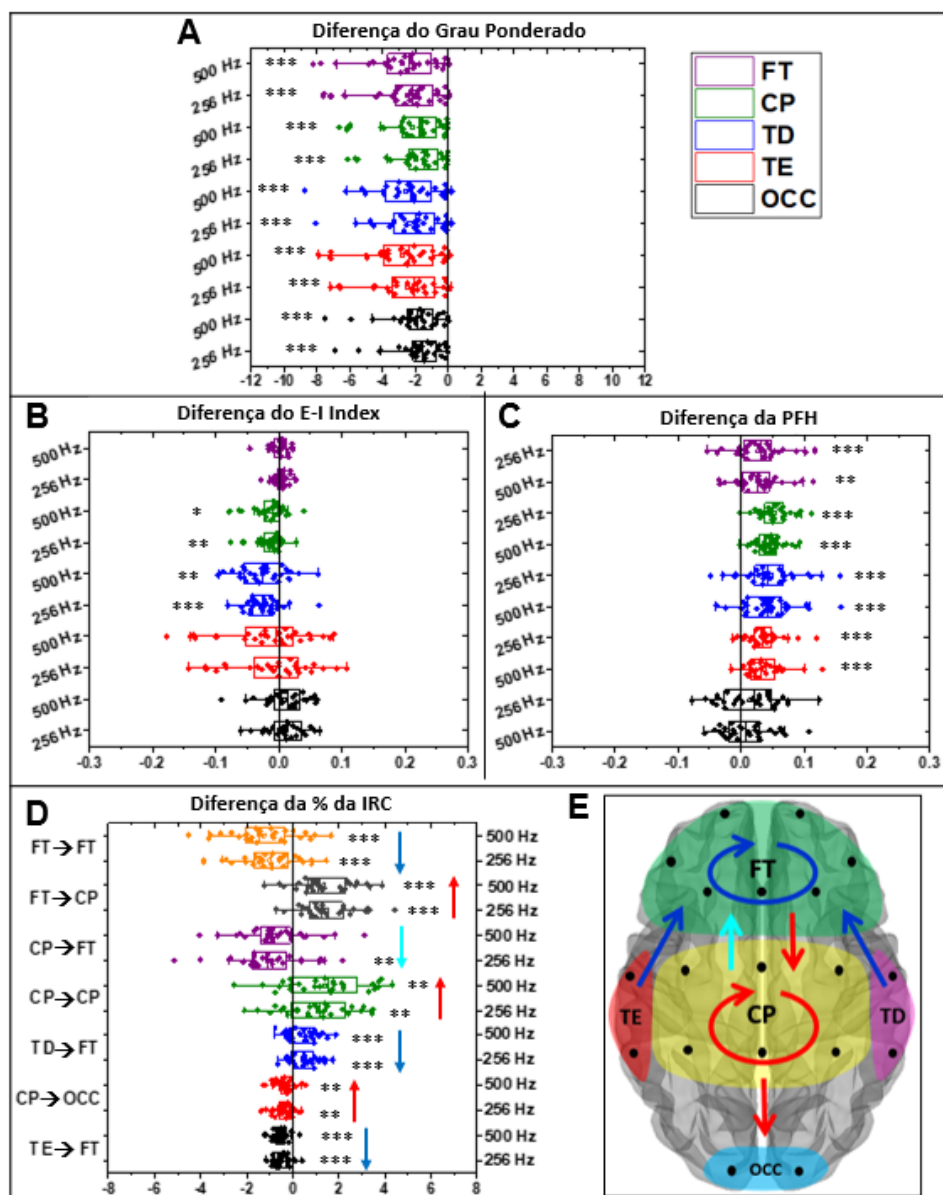 A
Diferença do Grau Ponderado
500 Hz ***
256 Hz ***
500 Hz ***
256 Hz ***
500 Hz ***
256 Hz ***
500 Hz ***
256 Hz ***
500 Hz ***
256 Hz ***
-12 -10 -8 -6 -4 -2 0 2 4 6 8 10 12
FT
CP
TD
TE
OCC
B
Diferença do E-I Index
500 Hz
256 Hz
500 Hz *
256 Hz **
500 Hz **
256 Hz ***
500 Hz
256 Hz
500 Hz
256 Hz
-0.3 -0.2 -0.1 0.0 0.1 0.2 0.3
C
Diferença da PFH
256 Hz ***
500 Hz **
256 Hz ***
500 Hz ***
256 Hz ***
500 Hz ***
256 Hz ***
500 Hz ***
256 Hz
500 Hz
-0.3 -0.2 -0.1 0.0 0.1 0.2 0.3
D
Diferença da % da IRC
FT→FT *** 500 Hz
*** 256 Hz
FT→CP *** 500 Hz
*** 256 Hz
CP→FT 500 Hz
** 256 Hz
CP→CP ** 500 Hz
** 256 Hz
TD→FT *** 500 Hz
*** 256 Hz
CP→OCC ** 500 Hz
** 256 Hz
TE→FT *** 500 Hz
*** 256 Hz
-8 -6 -4 -2 0 2 4 6 8
E
FT
TE
CP
TD
OCC